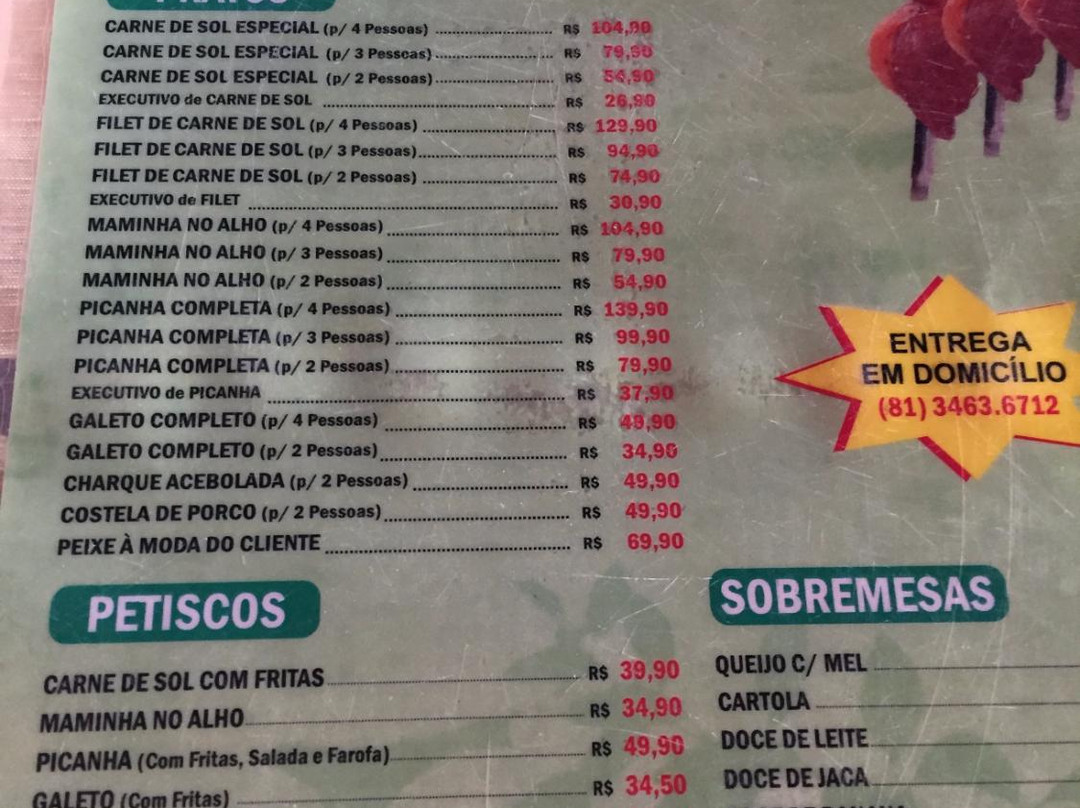 PRATOS
CARNE DE SOL ESPECIAL (p/ 4 Pessoas) R$ 104,90
CARNE DE SOL ESPECIAL (p/ 3 Pessoas) R$ 79,90
CARNE DE SOL ESPECIAL (p/ 2 Pessoas) R$ 54,90
EXECUTIVO de CARNE DE SOL R$ 26,90
FILET DE CARNE DE SOL (p/ 4 Pessoas) R$ 129,90
FILET DE CARNE DE SOL (p/ 3 Pessoas) R$ 94,90
FILET DE CARNE DE SOL (p/ 2 Pessoas) R$ 74,90
EXECUTIVO de FILET R$ 30,90
MAMINHA NO ALHO (p/ 4 Pessoas) R$ 104,90
MAMINHA NO ALHO (p/ 3 Pessoas) R$ 79,90
MAMINHA NO ALHO (p/ 2 Pessoas) R$ 54,90
PICANHA COMPLETA (p/ 4 Pessoas) R$ 139,90
PICANHA COMPLETA (p/ 3 Pessoas) R$ 99,90
PICANHA COMPLETA (p/ 2 Pessoas) R$ 79,90
EXECUTIVO de PICANHA R$ 37,90
GALETO COMPLETO (p/ 4 Pessoas) R$ 49,90
GALETO COMPLETO (p/ 2 Pessoas) R$ 34,90
CHARQUE ACEBOLADA (p/ 2 Pessoas) R$ 49,90
COSTELA DE PORCO (p/ 2 Pessoas) R$ 49,90
PEIXE À MODA DO CLIENTE R$ 69,90
ENTREGA
EM DOMICÍLIO
(81) 3463.6712
PETISCOS
CARNE DE SOL COM FRITAS R$ 39,90
MAMINHA NO ALHO R$ 34,90
PICANHA (Com Fritas, Salada e Farofa) R$ 49,90
GALETO (Com Fritas) R$ 34,50
SOBREMESAS
QUEIJO C/ MEL
CARTOLA
DOCE DE LEITE
DOCE DE JACA